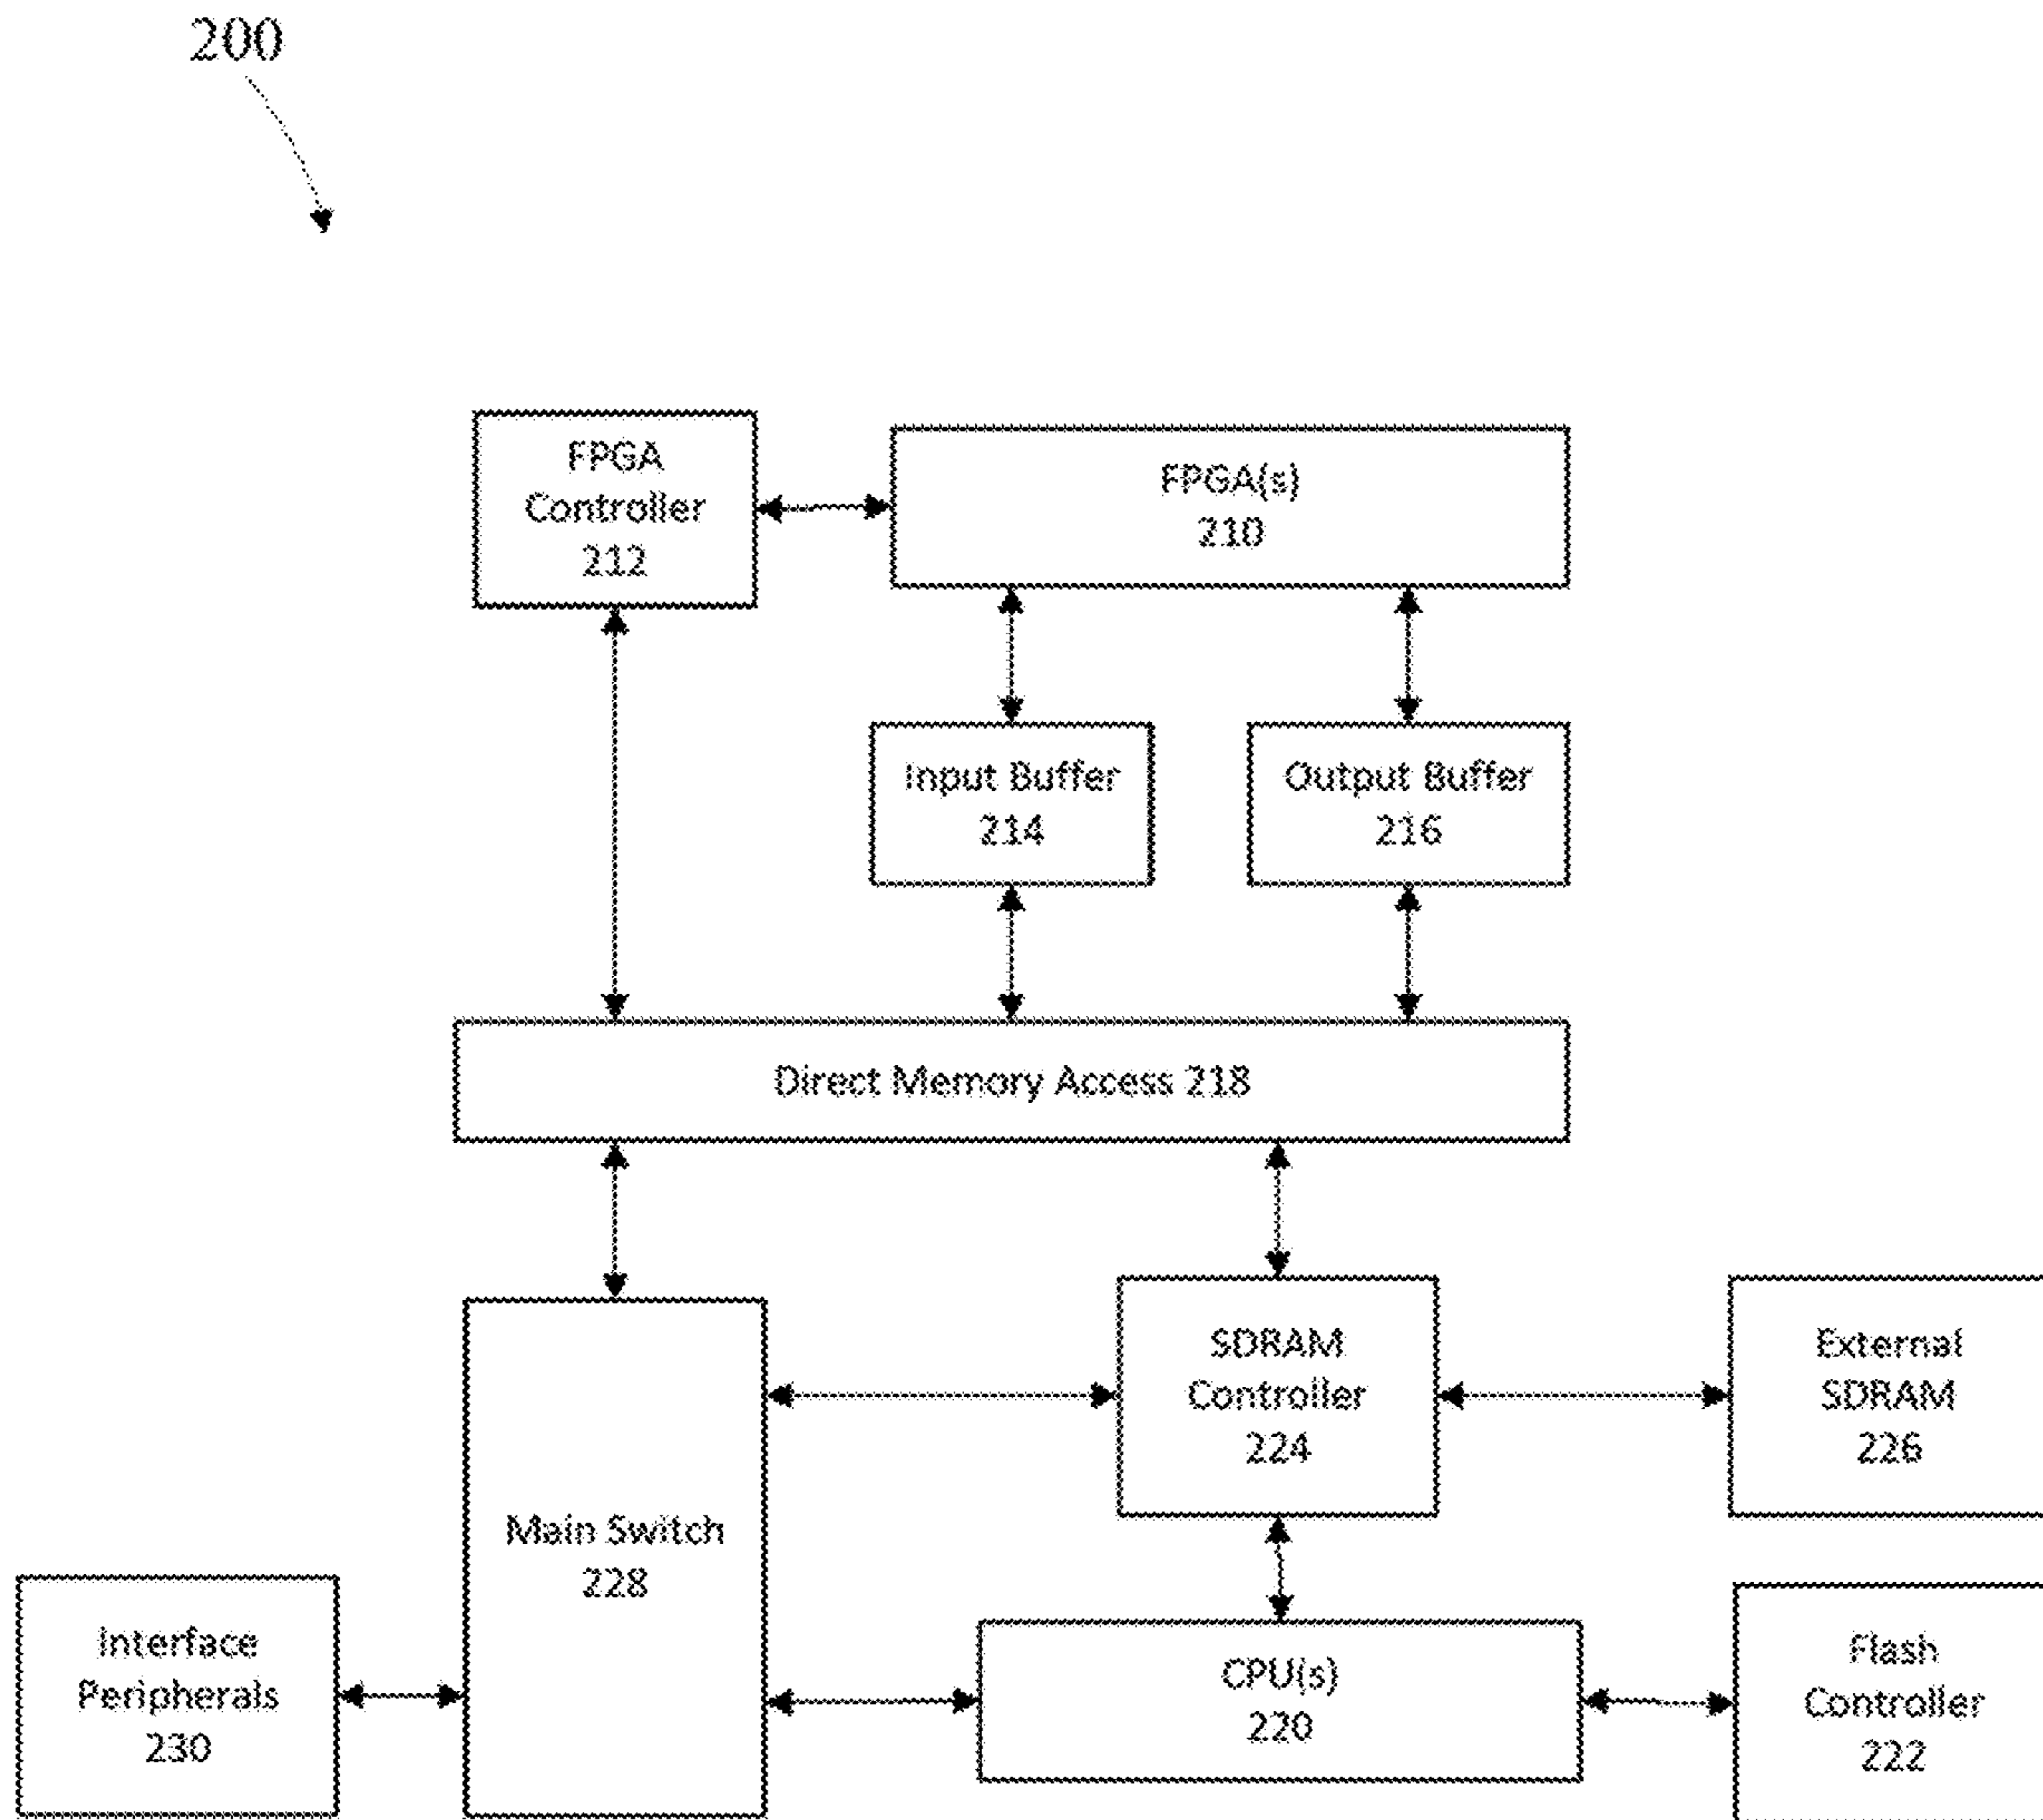 200
FPGA
Controller
212
FPGA(s)
210
Input Buffer
214
Output Buffer
216
Direct Memory Access 218
Main Switch
228
SDRAM
Controller
224
External
SDRAM
226
Interface
Peripherals
230
CPU(s)
220
Flash
Controller
222